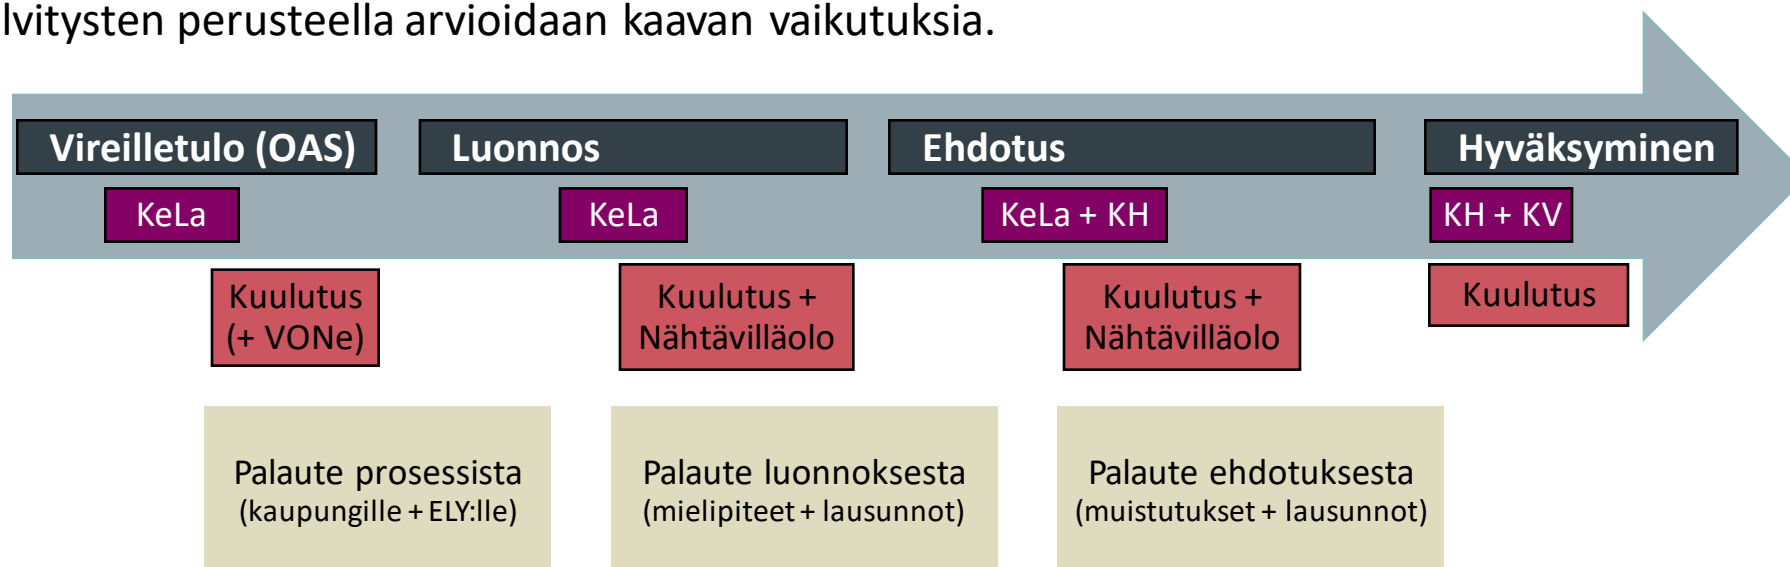 lvitysten perusteella arvioidaan kaavan vaikutuksia.
Vireilletulo (OAS)
Luonnos
Ehdotus
Hyväksyminen
KeLa
KeLa
KeLa + KH
KH + KV
Kuulutus
(+ VONe)
Kuulutus +
Nähtävilläolo
Kuulutus +
Nähtävilläolo
Kuulutus
Palaute prosessista
(kaupungille + ELY:lle)
Palaute luonnoksesta
(mielipiteet + lausunnot)
Palaute ehdotuksesta
(muistutukset + lausunnot)